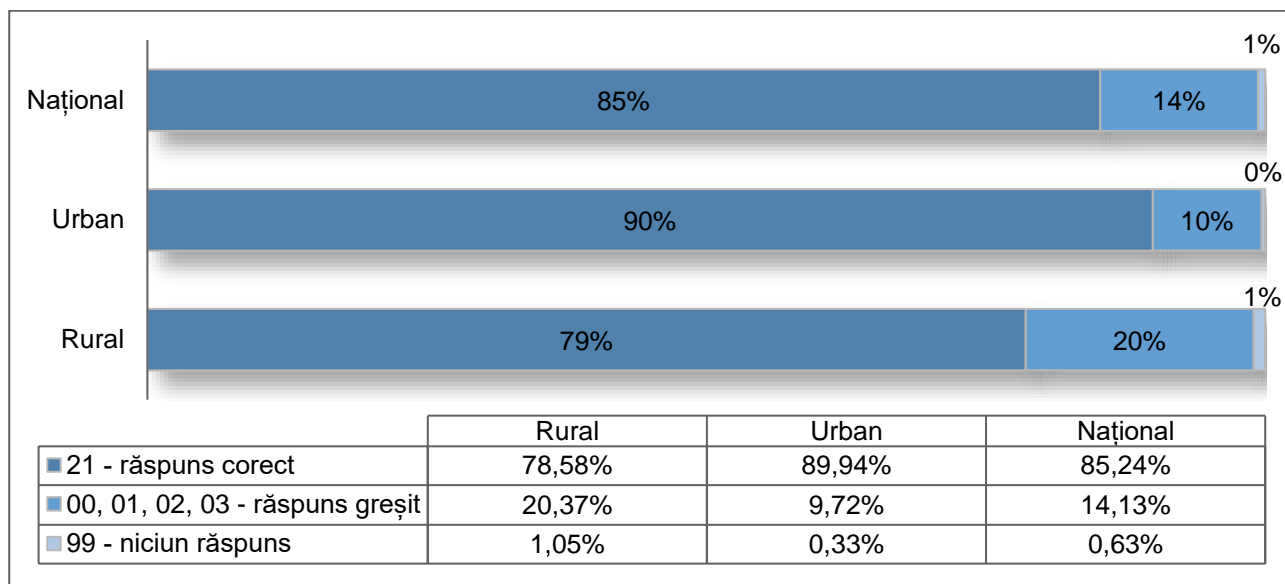 1%
Național 85% 14%
0%
Urban 90% 10%
1%
Rural 79% 20%
Rural Urban Național
21 - răspuns corect 78,58% 89,94% 85,24%
00, 01, 02, 03 - răspuns greșit 20,37% 9,72% 14,13%
99 - niciun răspuns 1,05% 0,33% 0,63%